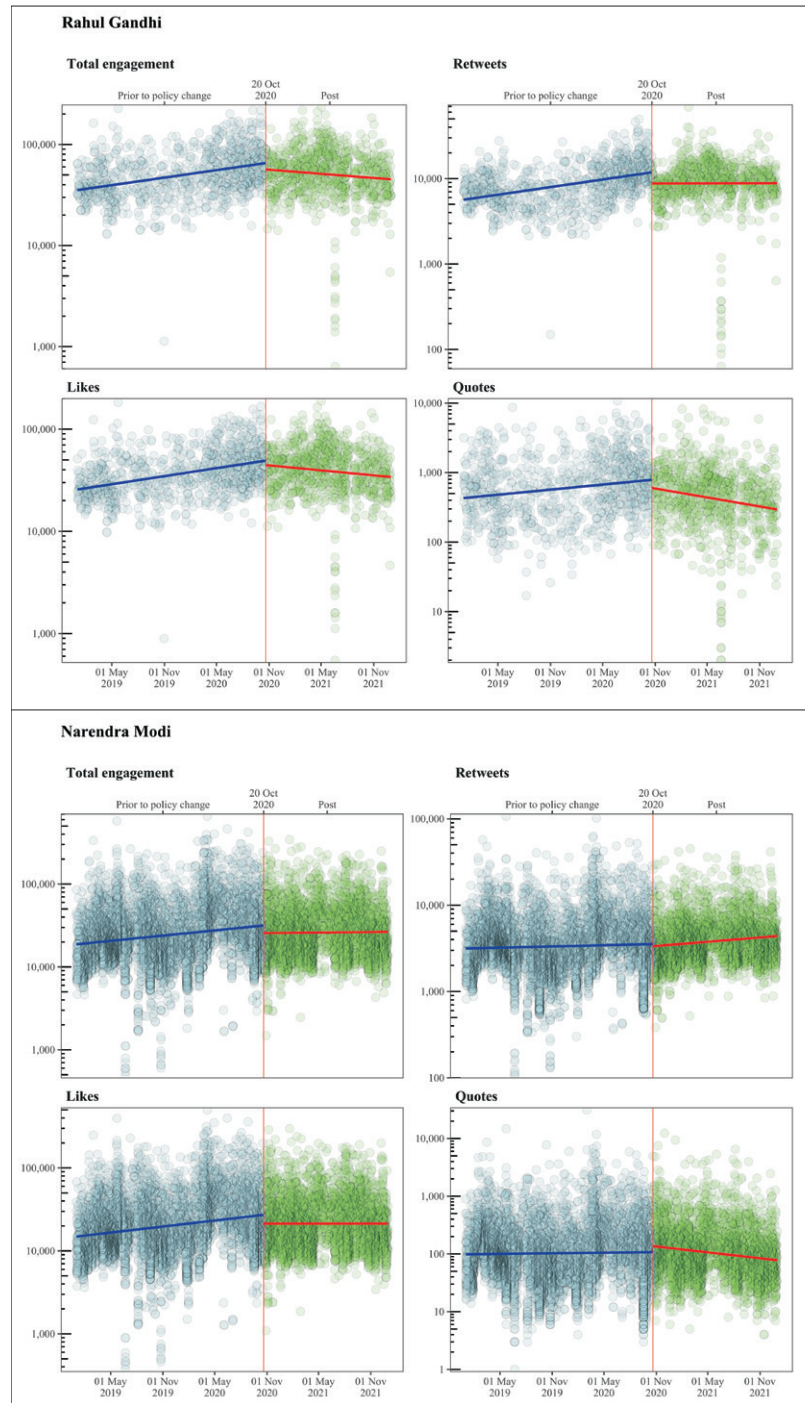 Rahul Gandhi
Total engagement
Retweets
20 Oct
2020
Prior to policy change
Post
20 Oct
2020
Prior to policy change
Post
100,000
10,000
1,000
10,000
1,000
100
Likes
Quotes
100,000
10,000
1,000
10,000
1,000
100
10
01 May
2019
01 Nov
2019
01 May
2020
01 Nov
2020
01 May
2021
01 Nov
2021
01 May
2019
01 Nov
2019
01 May
2020
01 Nov
2020
01 May
2021
01 Nov
2021
Narendra Modi
Total engagement
Retweets
20 Oct
2020
Prior to policy change
Post
20 Oct
2020
Prior to policy change
Post
100,000
10,000
1,000
100,000
10,000
1,000
100
Likes
Quotes
100,000
10,000
1,000
10,000
1,000
100
10
1
01 May
2019
01 Nov
2019
01 May
2020
01 Nov
2020
01 May
2021
01 Nov
2021
01 May
2019
01 Nov
2019
01 May
2020
01 Nov
2020
01 May
2021
01 Nov
2021